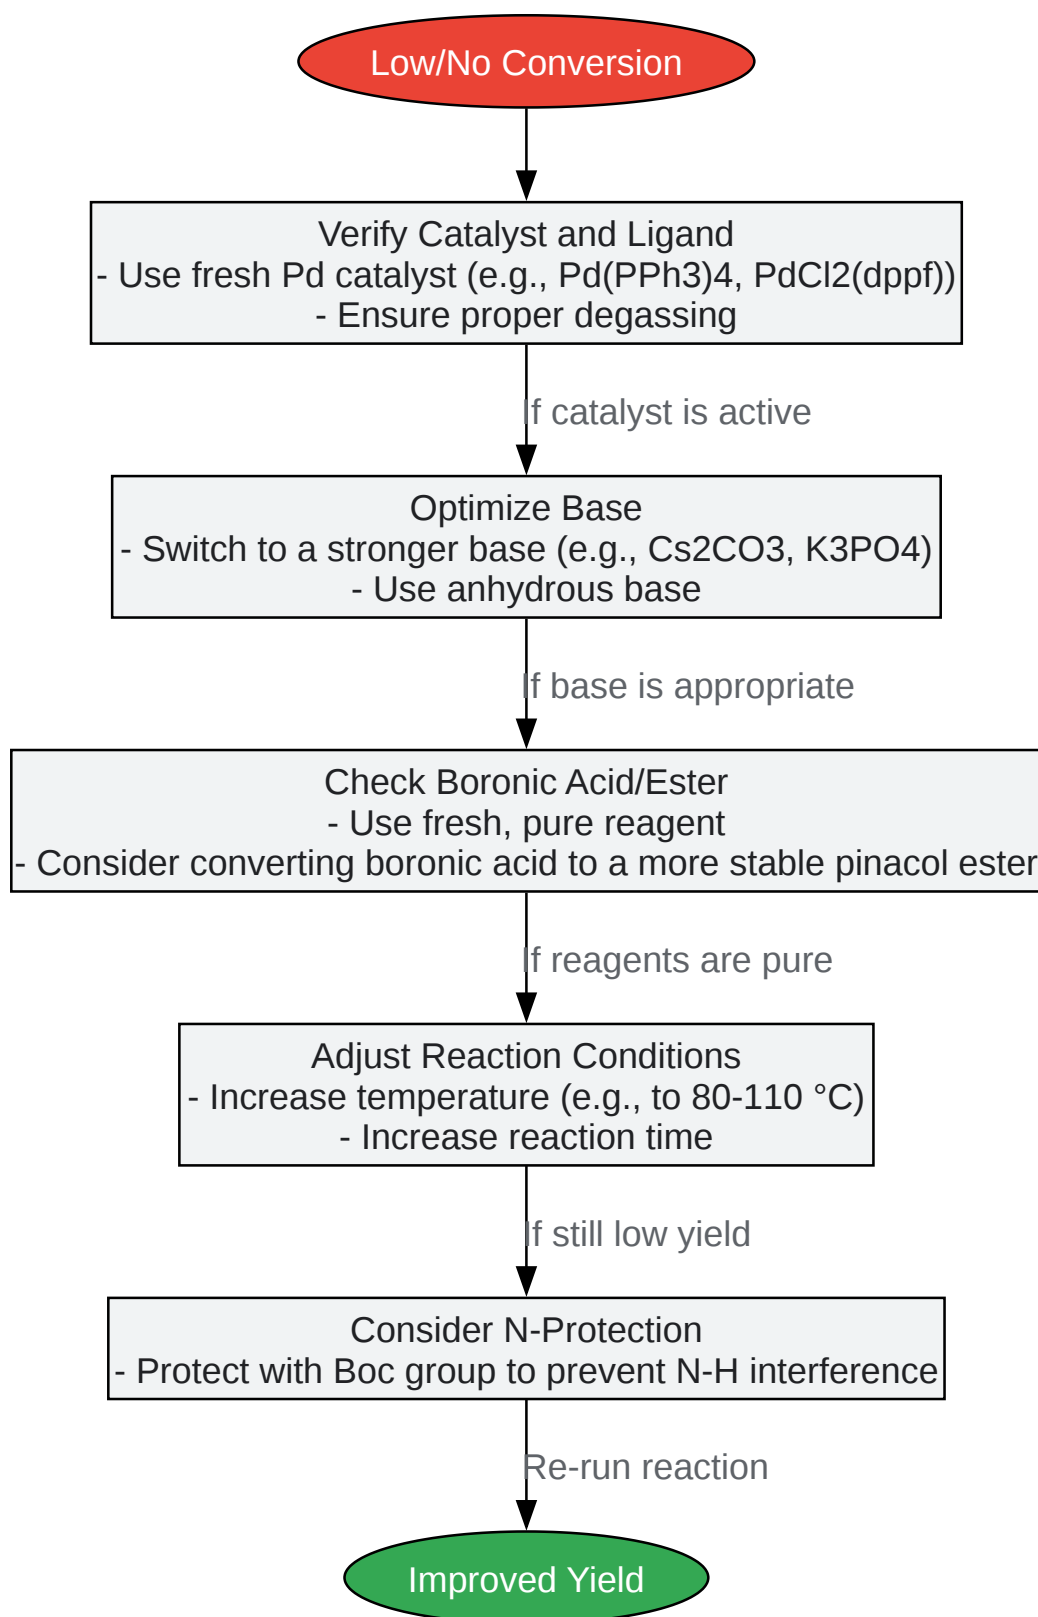 Low/No Conversion
Verify Catalyst and Ligand
- Use fresh Pd catalyst (e.g., Pd(PPh3)4, PdCl2(dppf))
- Ensure proper degassing
If catalyst is active
Optimize Base
- Switch to a stronger base (e.g., Cs2CO3, K3PO4)
- Use anhydrous base
If base is appropriate
Check Boronic Acid/Ester
- Use fresh, pure reagent
- Consider converting boronic acid to a more stable pinacol ester
If reagents are pure
Adjust Reaction Conditions
- Increase temperature (e.g., to 80-110 °C)
- Increase reaction time
If still low yield
Consider N-Protection
- Protect with Boc group to prevent N-H interference
Re-run reaction
Improved Yield